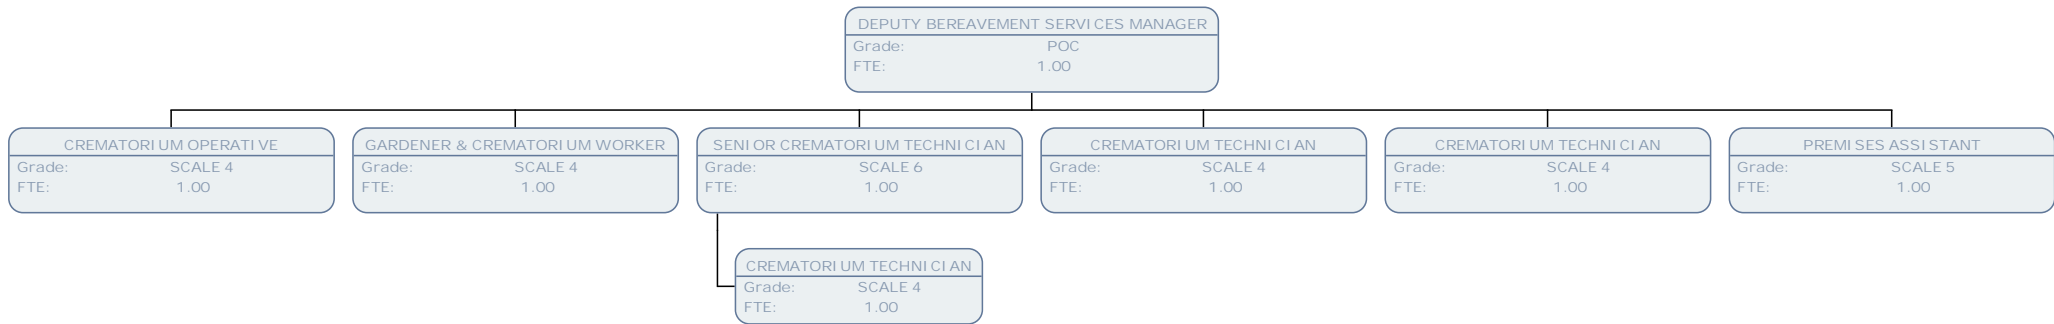 DEPUTY BEREAVEMENT SERVICES MANAGER
Grade: POC
FTE: 1.00
CREMATORIUM OPERATIVE
Grade: SCALE 4
FTE: 1.00
GARDENER & CREMATORIUM WORKER
Grade: SCALE 4
FTE: 1.00
SENIOR CREMATORIUM TECHNICIAN
Grade: SCALE 6
FTE: 1.00
CREMATORIUM TECHNICIAN
Grade: SCALE 4
FTE: 1.00
CREMATORIUM TECHNICIAN
Grade: SCALE 4
FTE: 1.00
PREMISES ASSISTANT
Grade: SCALE 5
FTE: 1.00
CREMATORIUM TECHNICIAN
Grade: SCALE 4
FTE: 1.00